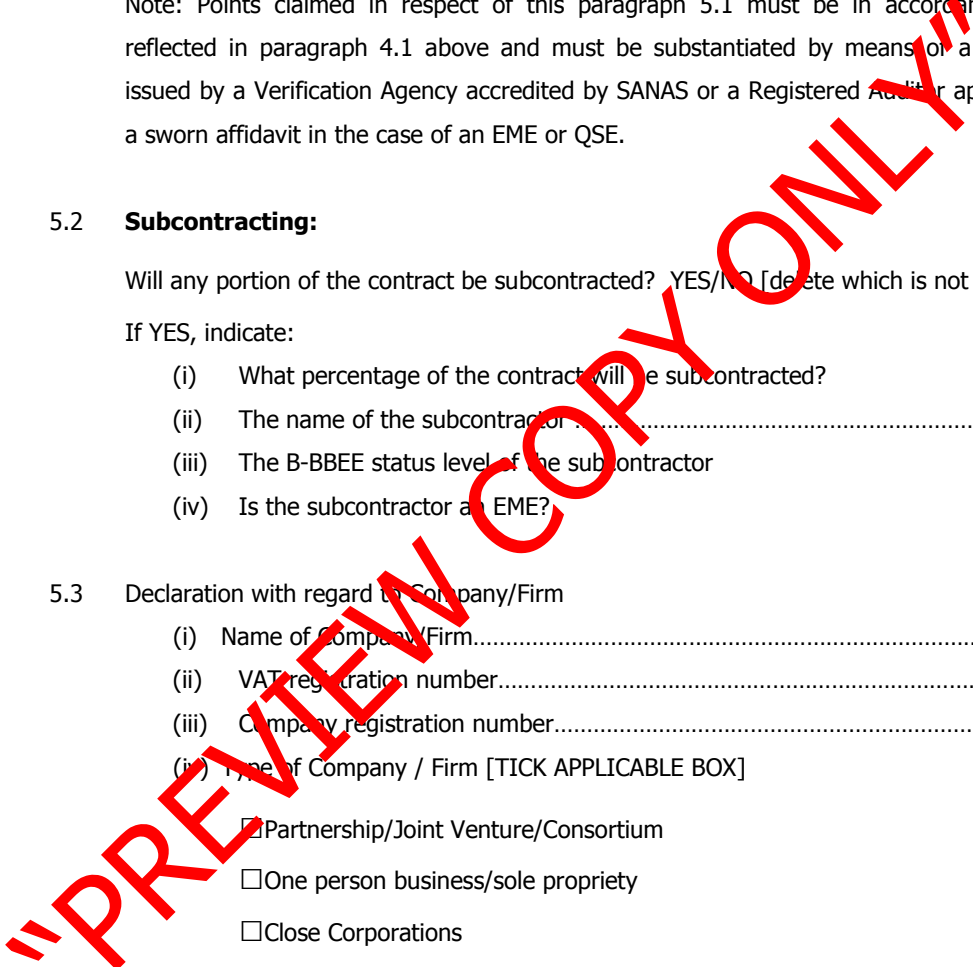 Note: Points claimed in respect of this paragraph 5.1 must be in
reflected in paragraph 4.1 above and must be substantiated by means of a
issued by a Verification Agency accredited by SANAS or a Registered Auditor
a sworn affidavit in the case of an EME or QSE.
5.2 Subcontracting:
Will any portion of the contract be subcontracted? YES/NO [delete which is not
If YES, indicate:
(i) What percentage of the contract will be subcontracted?
(ii) The name of the subcontractor ……………………………………………………
(iii) The B-BBEE status level of the subcontractor
(iv) Is the subcontractor an EME?
5.3 Declaration with regard to Company/Firm
(i) Name of Company/Firm……………………………………………………………………
(ii) VAT registration number…………………………………………………………………
(iii) Company registration number…………………………………………………………
(iv) Type of Company / Firm [TICK APPLICABLE BOX]
☐Partnership/Joint Venture/Consortium
☐One person business/sole propriety
☐Close Corporations
"PREVIEW COPY ONLY"